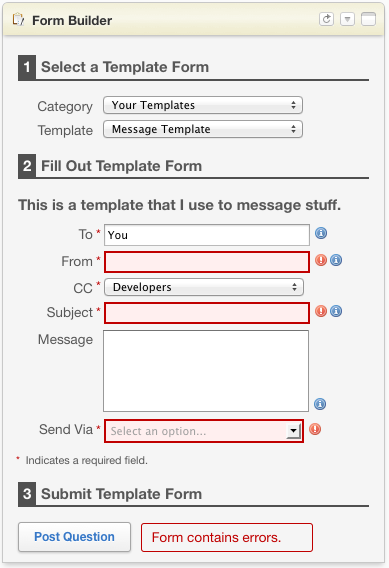 Form Builder
1 Select a Template Form
Category Your Templates
Template Message Template
2 Fill Out Template Form
This is a template that I use to message stuff.
To * You
From *
CC * Developers
Subject *
Message
Send Via * Select an option...
* Indicates a required field.
3 Submit Template Form
Post Question Form contains errors.